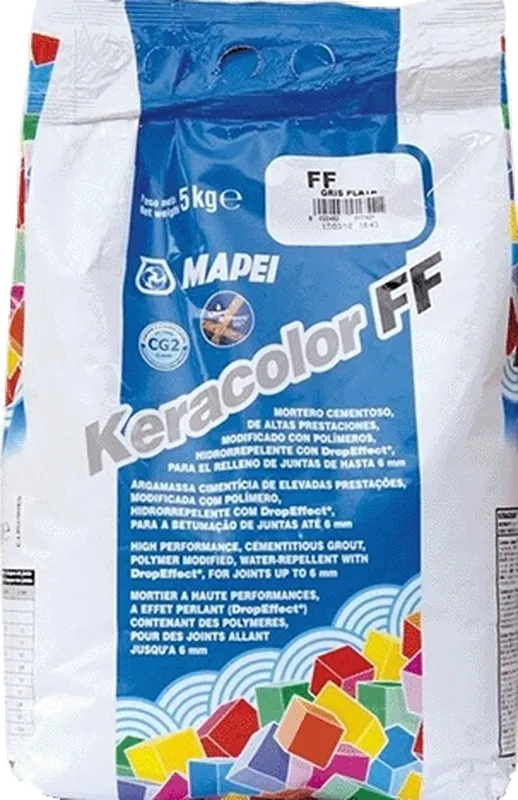 FF
GRIS PLATA
Peso neto
Net weight 5 kg e
MAPEI
CG2
Keracolor FF
MORTERO CEMENTOSO,
DE ALTAS PRESTACIONES,
MODIFICADO CON POLÍMEROS,
HIDRORREPELENTE CON DropEffect®,
PARA EL RELLENO DE JUNTAS DE HASTA 6 mm
ARGAMASSA CIMENTÍCIA DE ELEVADAS PRESTAÇÕES,
MODIFICADA COM POLÍMERO,
HIDRORREPELENTE COM DropEffect®,
PARA A BETUMAÇÃO DE JUNTAS ATÉ 6 mm
HIGH PERFORMANCE, CEMENTITIOUS GROUT,
POLYMER MODIFIED, WATER-REPELLENT WITH
DropEffect®, FOR JOINTS UP TO 6 mm
MORTIER A HAUTE PERFORMANCES,
A EFFET PERLANT (DropEffect®)
CONTENANT DES POLYMERES,
POUR DES JOINTS ALLANT
JUSQU'A 6 mm